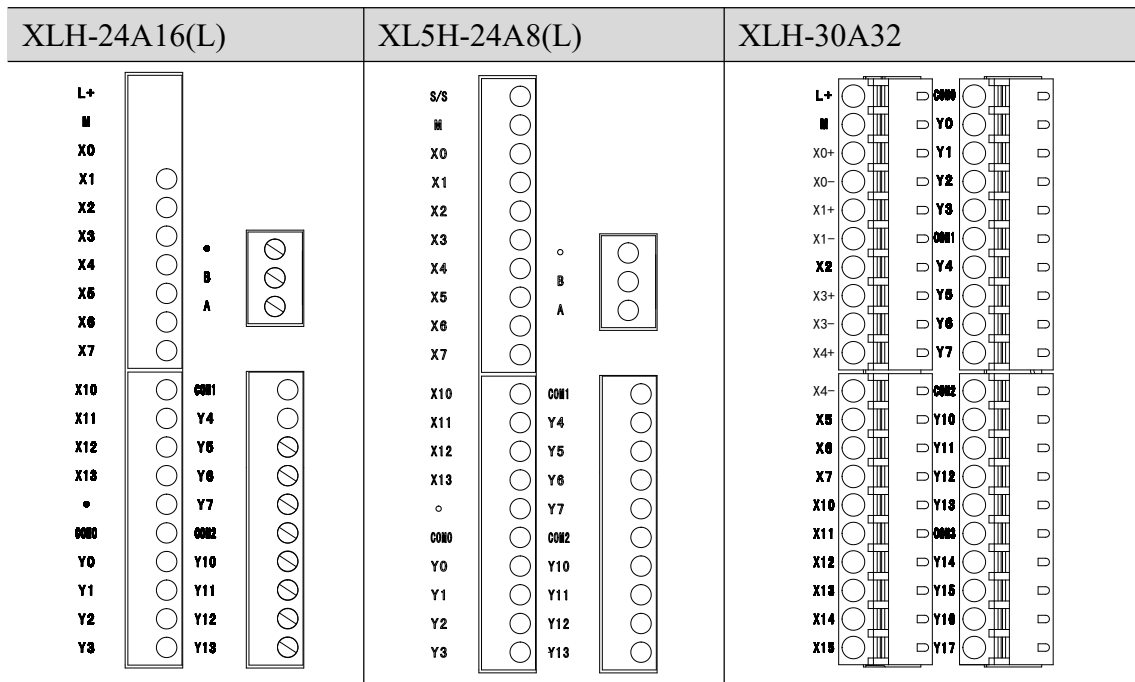 XLH-24A16(L) XL5H-24A8(L) XLH-30A32
L+
M
X0
X1
X2
X3
X4
X5
X6
X7
●
B
A
X10 COM1
X11 Y4
X12 Y5
X13 Y6
● Y7
COM0 COM2
Y0 Y10
Y1 Y11
Y2 Y12
Y3 Y13
S/S
M
X0
X1
X2
X3
X4
X5
X6
X7
○
B
A
X10 COM1
X11 Y4
X12 Y5
X13 Y6
○ Y7
COM0 COM2
Y0 Y10
Y1 Y11
Y2 Y12
Y3 Y13
L+ COM0
M Y0
X0+ Y1
X0- Y2
X1+ Y3
X1- COM1
X2 Y4
X3+ Y5
X3- Y6
X4+ Y7
X4- COM2
X5 Y10
X6 Y11
X7 Y12
X10 Y13
X11 COM3
X12 Y14
X13 Y15
X14 Y16
X15 Y17